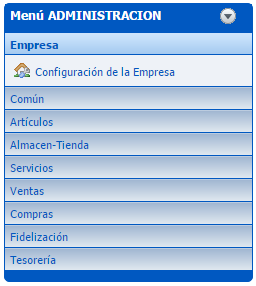 Menú ADMINISTRACION
Empresa
Configuración de la Empresa
Común
Artículos
Almacen-Tienda
Servicios
Ventas
Compras
Fidelización
Tesorería